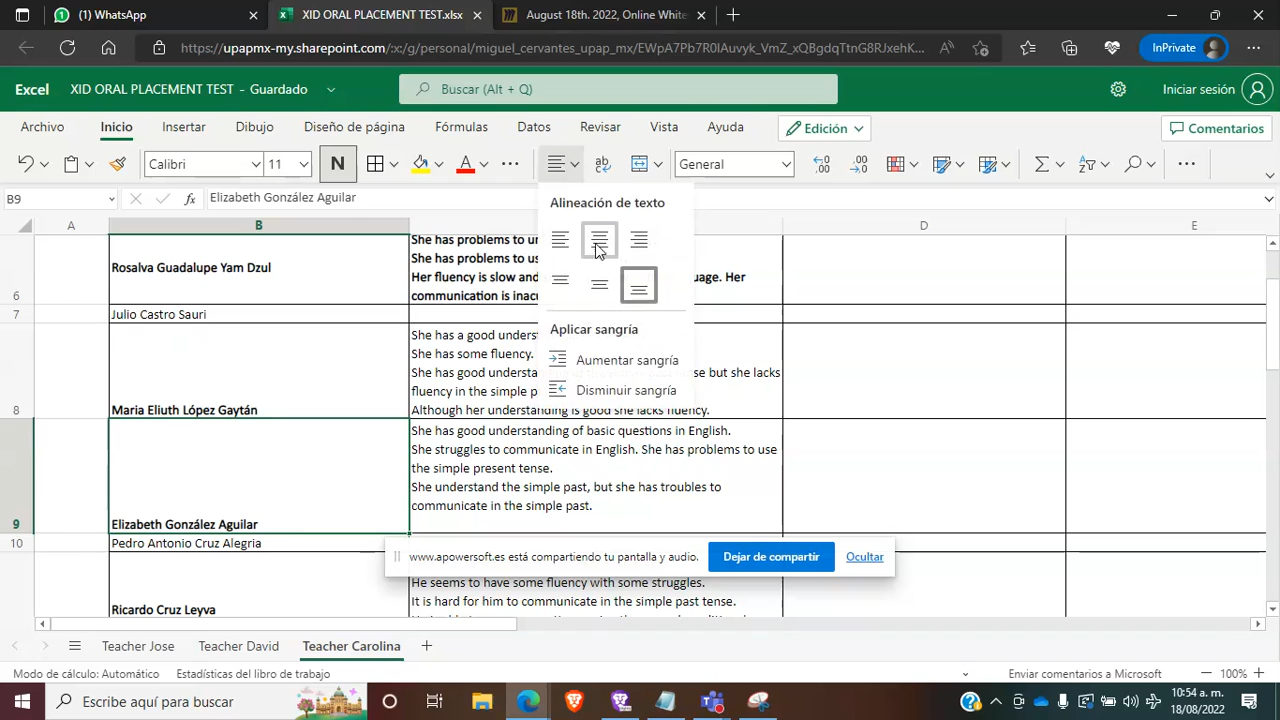 (1) WhatsApp
XID ORAL PLACEMENT TEST.xlsx
August 18th. 2022, Online White
https://upapmx-my.sharepoint.com/:x:/g/personal/miguel_cervantes_upap_mx/
InPrivate
Excel
XID ORAL PLACEMENT TEST - Guardado
Buscar (Alt + Q)
Iniciar sesión
Archivo Inicio Insertar Dibujo Diseño de página Fórmulas Datos Revisar Vista Ayuda
Edición
Comentarios
Calibri
11
N
General
B9
fx
Elizabeth González Aguilar
Alineación de texto
Aplicar sangría
Aumentar sangría
Disminuir sangría
A B D E
She has problems to
She has problems to
Rosalva Guadalupe Yam Dzul
Her fluency is slow and
guage. Her
communication is
6
7
Julio Castro Sauri
She has a good
She has some fluency.
She has good
but she lacks
fluency in the simple
Although her understanding is good she lacks fluency.
8
Maria Eliuth López Gaytán
She has good understanding of basic questions in English.
She struggles to communicate in English. She has problems to use
the simple present tense.
She understand the simple past, but she has troubles to
communicate in the simple past.
9
Elizabeth González Aguilar
10
Pedro Antonio Cruz Alegria
www.apowersoft.es está compartiendo tu pantalla y audio.
Dejar de compartir
Ocultar
He seems to have some fluency with some struggles.
It is hard for him to communicate in the simple past tense.
Ricardo Cruz Leyva
Teacher Jose
Teacher David
Teacher Carolina
Modo de cálculo: Automático
Estadísticas del libro de trabajo
Enviar comentarios a Microsoft
100%
Escribe aquí para buscar
10:54 a. m.
18/08/2022